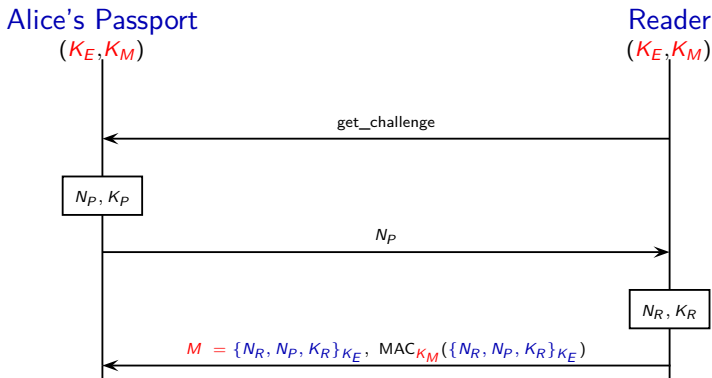 Alice's Passport
(K_E,K_M)
Reader
(K_E,K_M)
get_challenge
N_P, K_P
N_P
N_R, K_R
M = {N_R, N_P, K_R}_{K_E}, MAC_{K_M}({N_R, N_P, K_R}_{K_E})